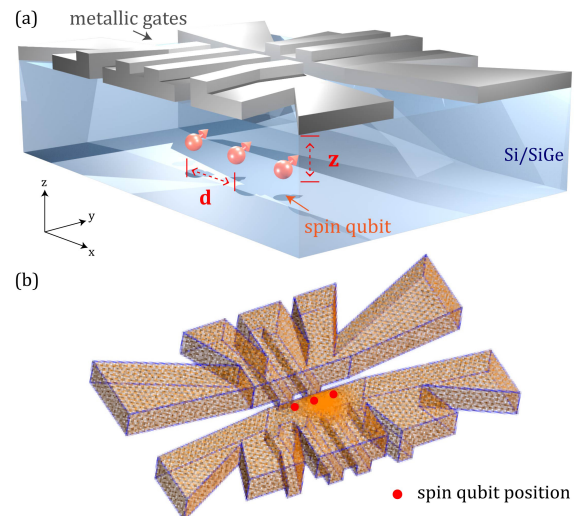 (a)
metallic gates
Si/SiGe
z
d
spin qubit
z
y
x
(b)
spin qubit position